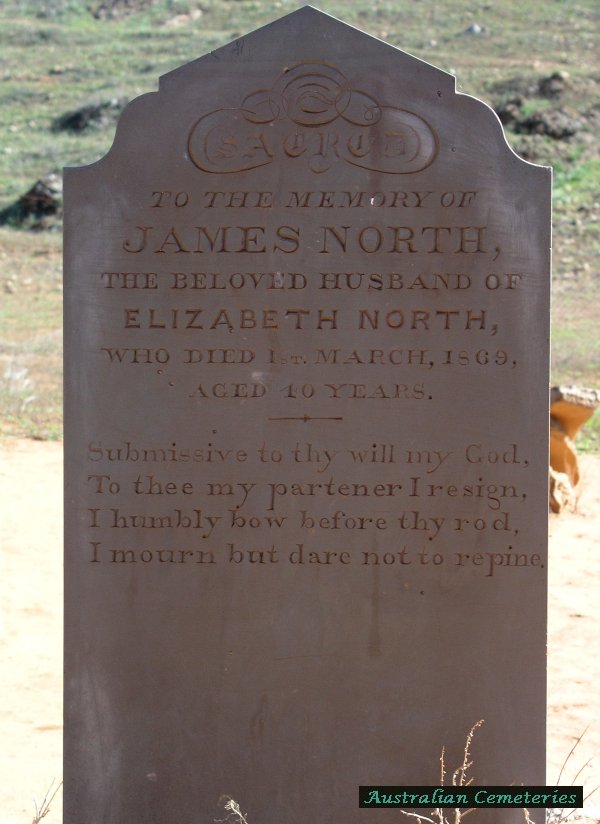 SACRED
TO THE MEMORY OF
JAMES NORTH,
THE BELOVED HUSBAND OF
ELIZABETH NORTH,
WHO DIED 1ST. MARCH, 1869,
AGED 40 YEARS.
Submissive to thy will my God,
To thee my partener I resign,
I humbly bow before thy rod,
I mourn but dare not to repine.
Australian Cemeteries